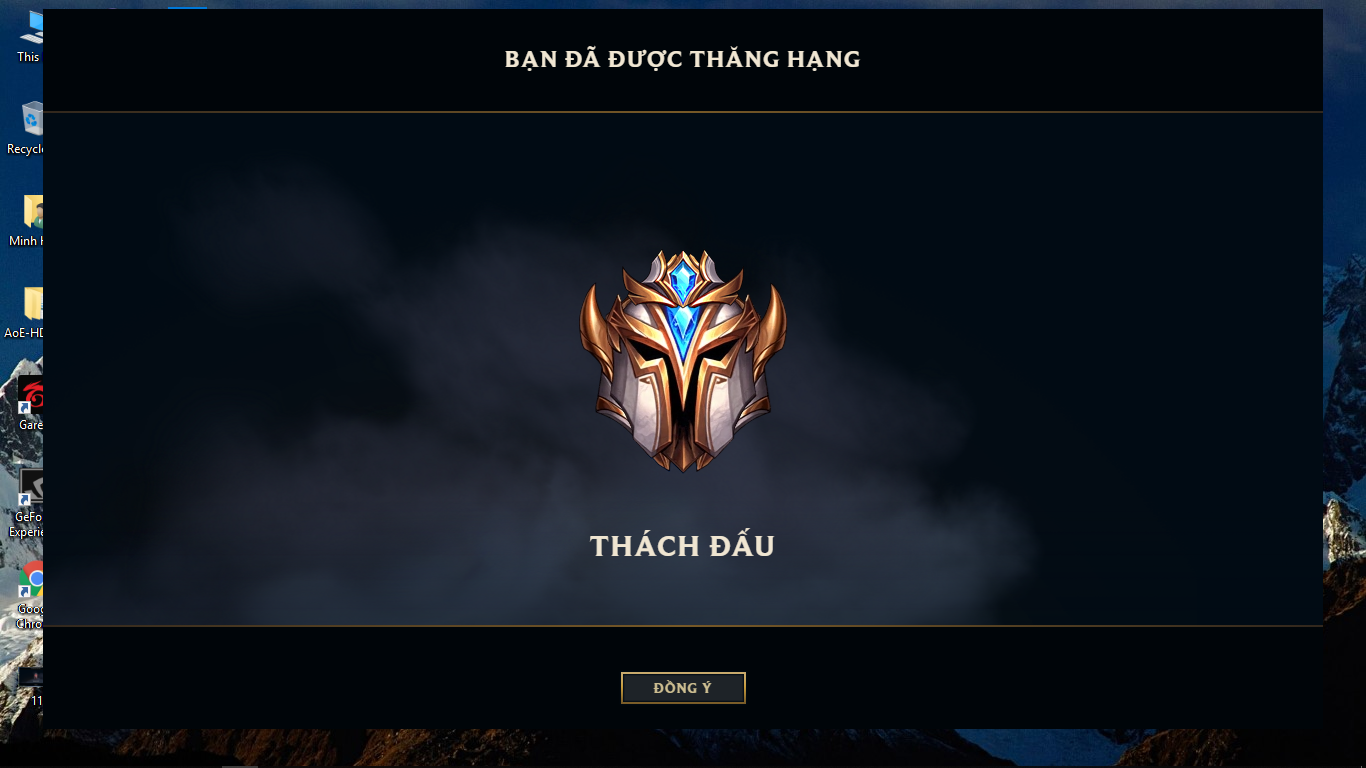 BẠN ĐÃ ĐƯỢC THĂNG HẠNG
This
Recycle
Minh H
AoE-HD
Gare
GeFo
Experie
Goog
Chro
11
THÁCH ĐẤU
ĐỒNG Ý